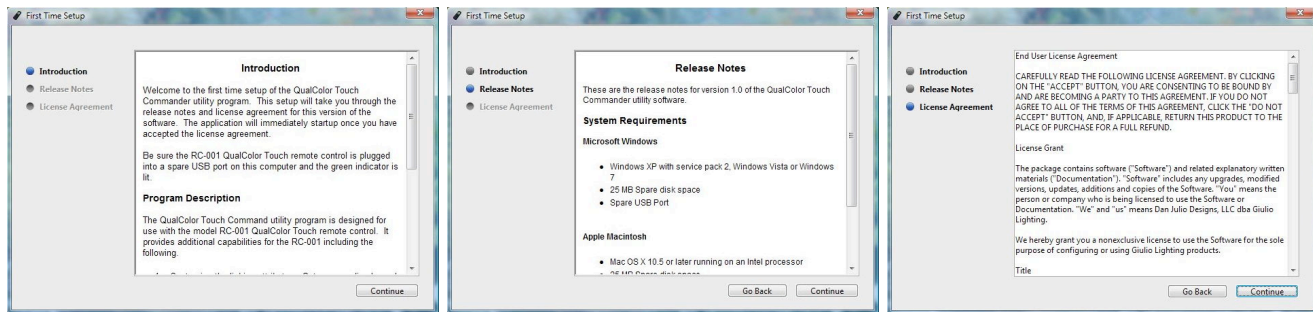 First Time Setup
Introduction
Release Notes
License Agreement
Introduction
Welcome to the first time setup of the QualColor Touch
Commander utility program. This setup will take you through the
release notes and license agreement for this version of the
software. The application will immediately startup once you have
accepted the license agreement.
Be sure the RC-001 QualColor Touch remote control is plugged
into a spare USB port on this computer and the green indicator is
lit.
Program Description
The QualColor Touch Command utility program is designed for
use with the model RC-001 QualColor Touch remote control. It
provides additional capabilities for the RC-001 including the
following.
Continue
First Time Setup
Introduction
Release Notes
License Agreement
Release Notes
These are the release notes for version 1.0 of the QualColor Touch
Commander utility software.
System Requirements
Microsoft Windows
• Windows XP with service pack 2, Windows Vista or Windows
7
• 25 MB Spare disk space
• Spare USB Port
Apple Macintosh
• Mac OS X 10.5 or later running on an Intel processor
• 25 MB Spare disk space
Go Back
Continue
First Time Setup
Introduction
Release Notes
License Agreement
End User License Agreement
CAREFULLY READ THE FOLLOWING LICENSE AGREEMENT. BY CLICKING
ON THE "ACCEPT" BUTTON, YOU ARE CONSENTING TO BE BOUND BY
AND ARE BECOMING A PARTY TO THIS AGREEMENT. IF YOU DO NOT
AGREE TO ALL OF THE TERMS OF THIS AGREEMENT, CLICK THE "DO NOT
ACCEPT" BUTTON, AND, IF APPLICABLE, RETURN THIS PRODUCT TO THE
PLACE OF PURCHASE FOR A FULL REFUND.
License Grant
The package contains software ("Software") and related explanatory written
materials ("Documentation"). "Software" includes any upgrades, modified
versions, updates, additions and copies of the Software. "You" means the
person or company who is being licensed to use the Software or
Documentation. "We" and "us" means Dan Julio Designs, LLC dba Giulio
Lighting.
We hereby grant you a nonexclusive license to use the Software for the sole
purpose of configuring or using Giulio Lighting products.
Title
Go Back
Continue